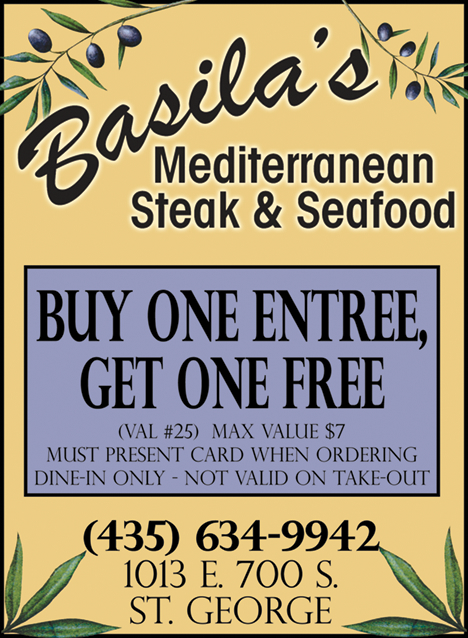 Basila's
Mediterranean
Steak & Seafood
BUY ONE ENTREE,
GET ONE FREE
(VAL #25) MAX VALUE $7
MUST PRESENT CARD WHEN ORDERING
DINE-IN ONLY - NOT VALID ON TAKE-OUT
(435) 634-9942
1013 E. 700 S.
ST. GEORGE